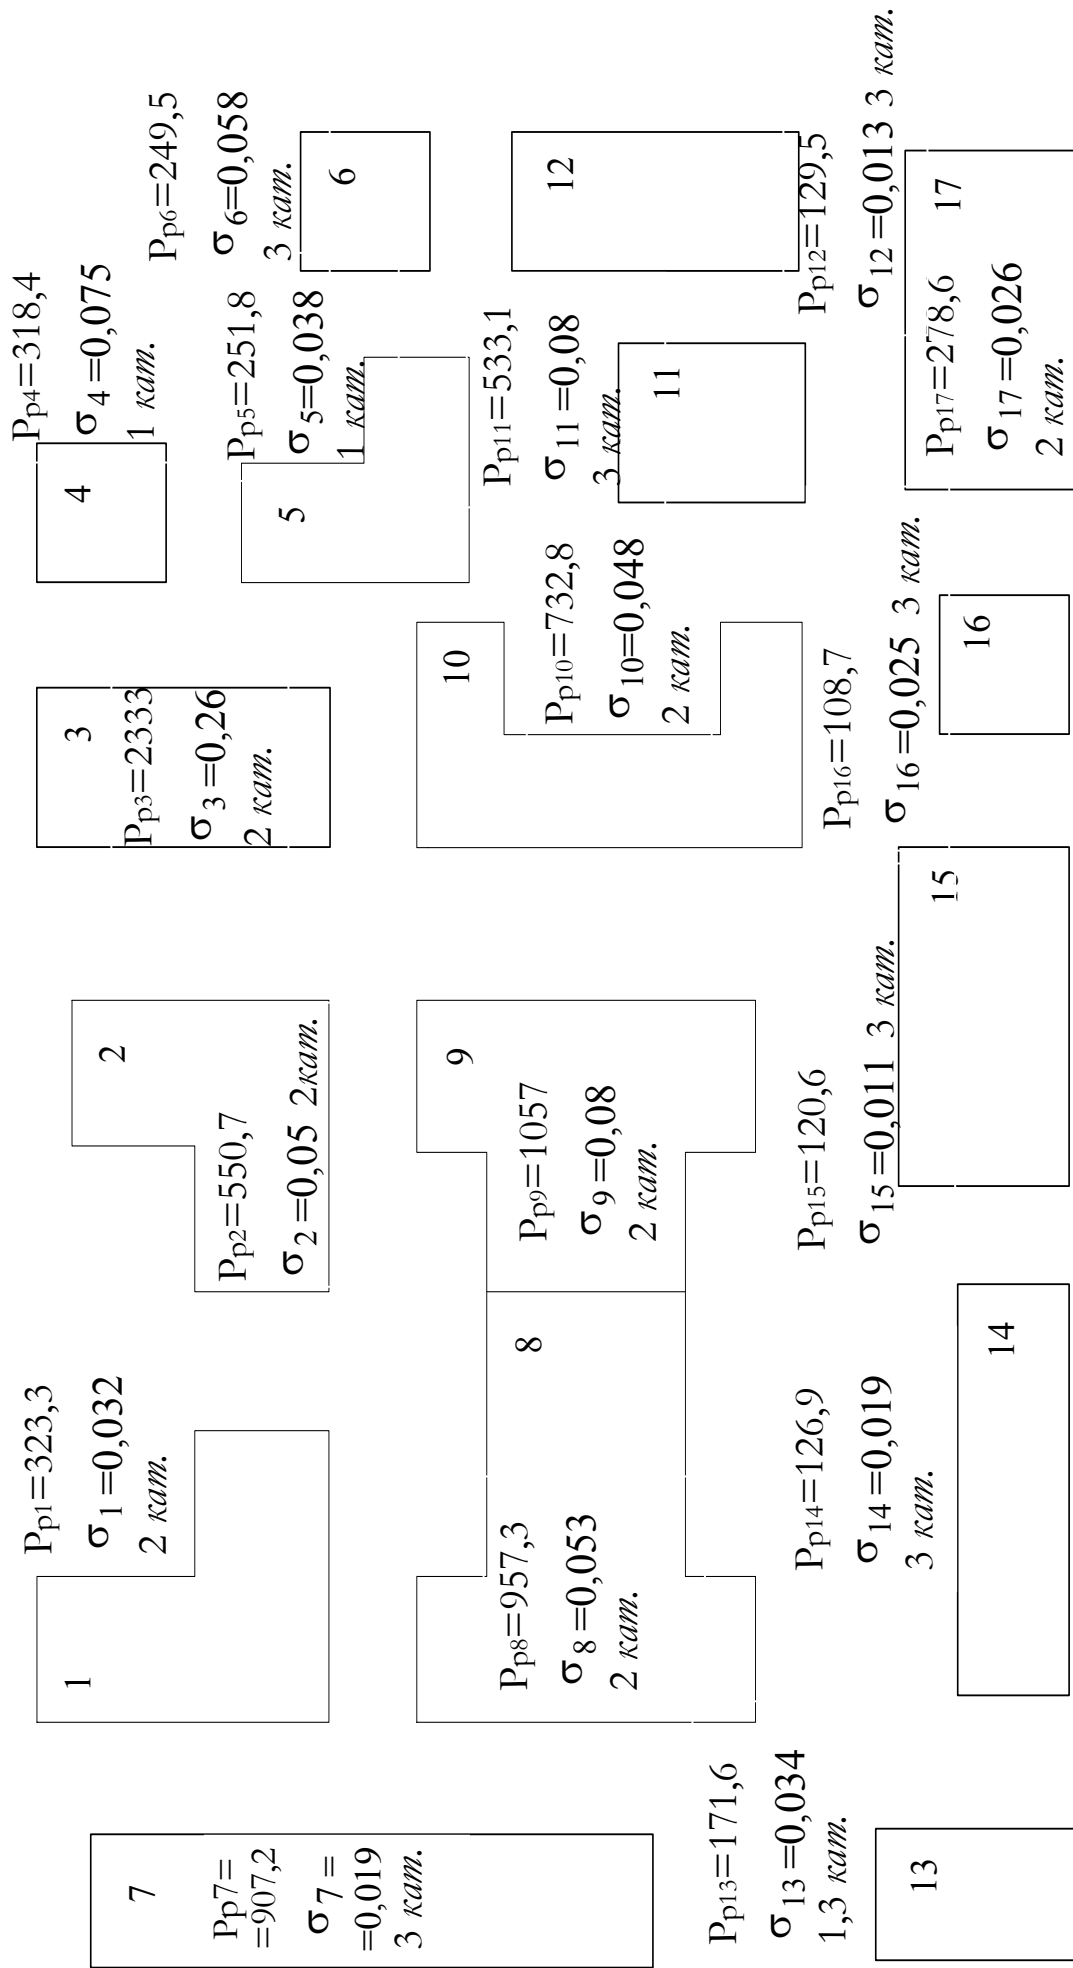 1
Pp1=323,3
σ1=0,032
2 кат.
2
Pp2=550,7
σ2=0,05 2кат.
3
Pp3=2333
σ3=0,26
2 кат.
4
Pp4=318,4
σ4=0,075
1 кат.
5
Pp5=251,8
σ5=0,038
1 кат.
6
Pp6=249,5
σ6=0,058
3 кат.
7
Pp7=
=907,2
σ7=
=0,019
3 кат.
8
Pp8=957,3
σ8=0,053
2 кат.
9
Pp9=1057
σ9=0,08
2 кат.
10
Pp10=732,8
σ10=0,048
2 кат.
11
Pp11=533,1
σ11=0,08
3 кат.
12
Pp12=129,5
σ12=0,013 3 кат.
13
Pp13=171,6
σ13=0,034
1,3 кат.
14
Pp14=126,9
σ14=0,019
3 кат.
15
Pp15=120,6
σ15=0,011 3 кат.
16
Pp16=108,7
σ16=0,025 3 кат.
17
Pp17=278,6
σ17=0,026
2 кат.